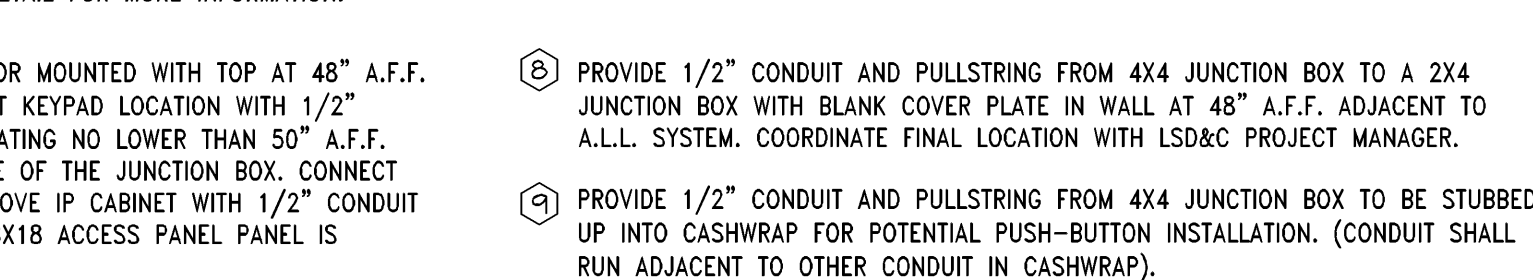 FOR MORE INFORMATION.
OR MOUNTED WITH TOP AT 48" A.F.F.
T KEYPAD LOCATION WITH 1/2"
ATING NO LOWER THAN 50" A.F.F.
E OF THE JUNCTION BOX. CONNECT
OVE IP CABINET WITH 1/2" CONDUIT
X18 ACCESS PANEL PANEL IS
8 PROVIDE 1/2" CONDUIT AND PULLSTRING FROM 4X4 JUNCTION BOX TO A 2X4
JUNCTION BOX WITH BLANK COVER PLATE IN WALL AT 48" A.F.F. ADJACENT TO
A.L.L. SYSTEM. COORDINATE FINAL LOCATION WITH LSD&C PROJECT MANAGER.
9 PROVIDE 1/2" CONDUIT AND PULLSTRING FROM 4X4 JUNCTION BOX TO BE STUBBED
UP INTO CASHWRAP FOR POTENTIAL PUSH-BUTTON INSTALLATION. (CONDUIT SHALL
RUN ADJACENT TO OTHER CONDUIT IN CASHWRAP).